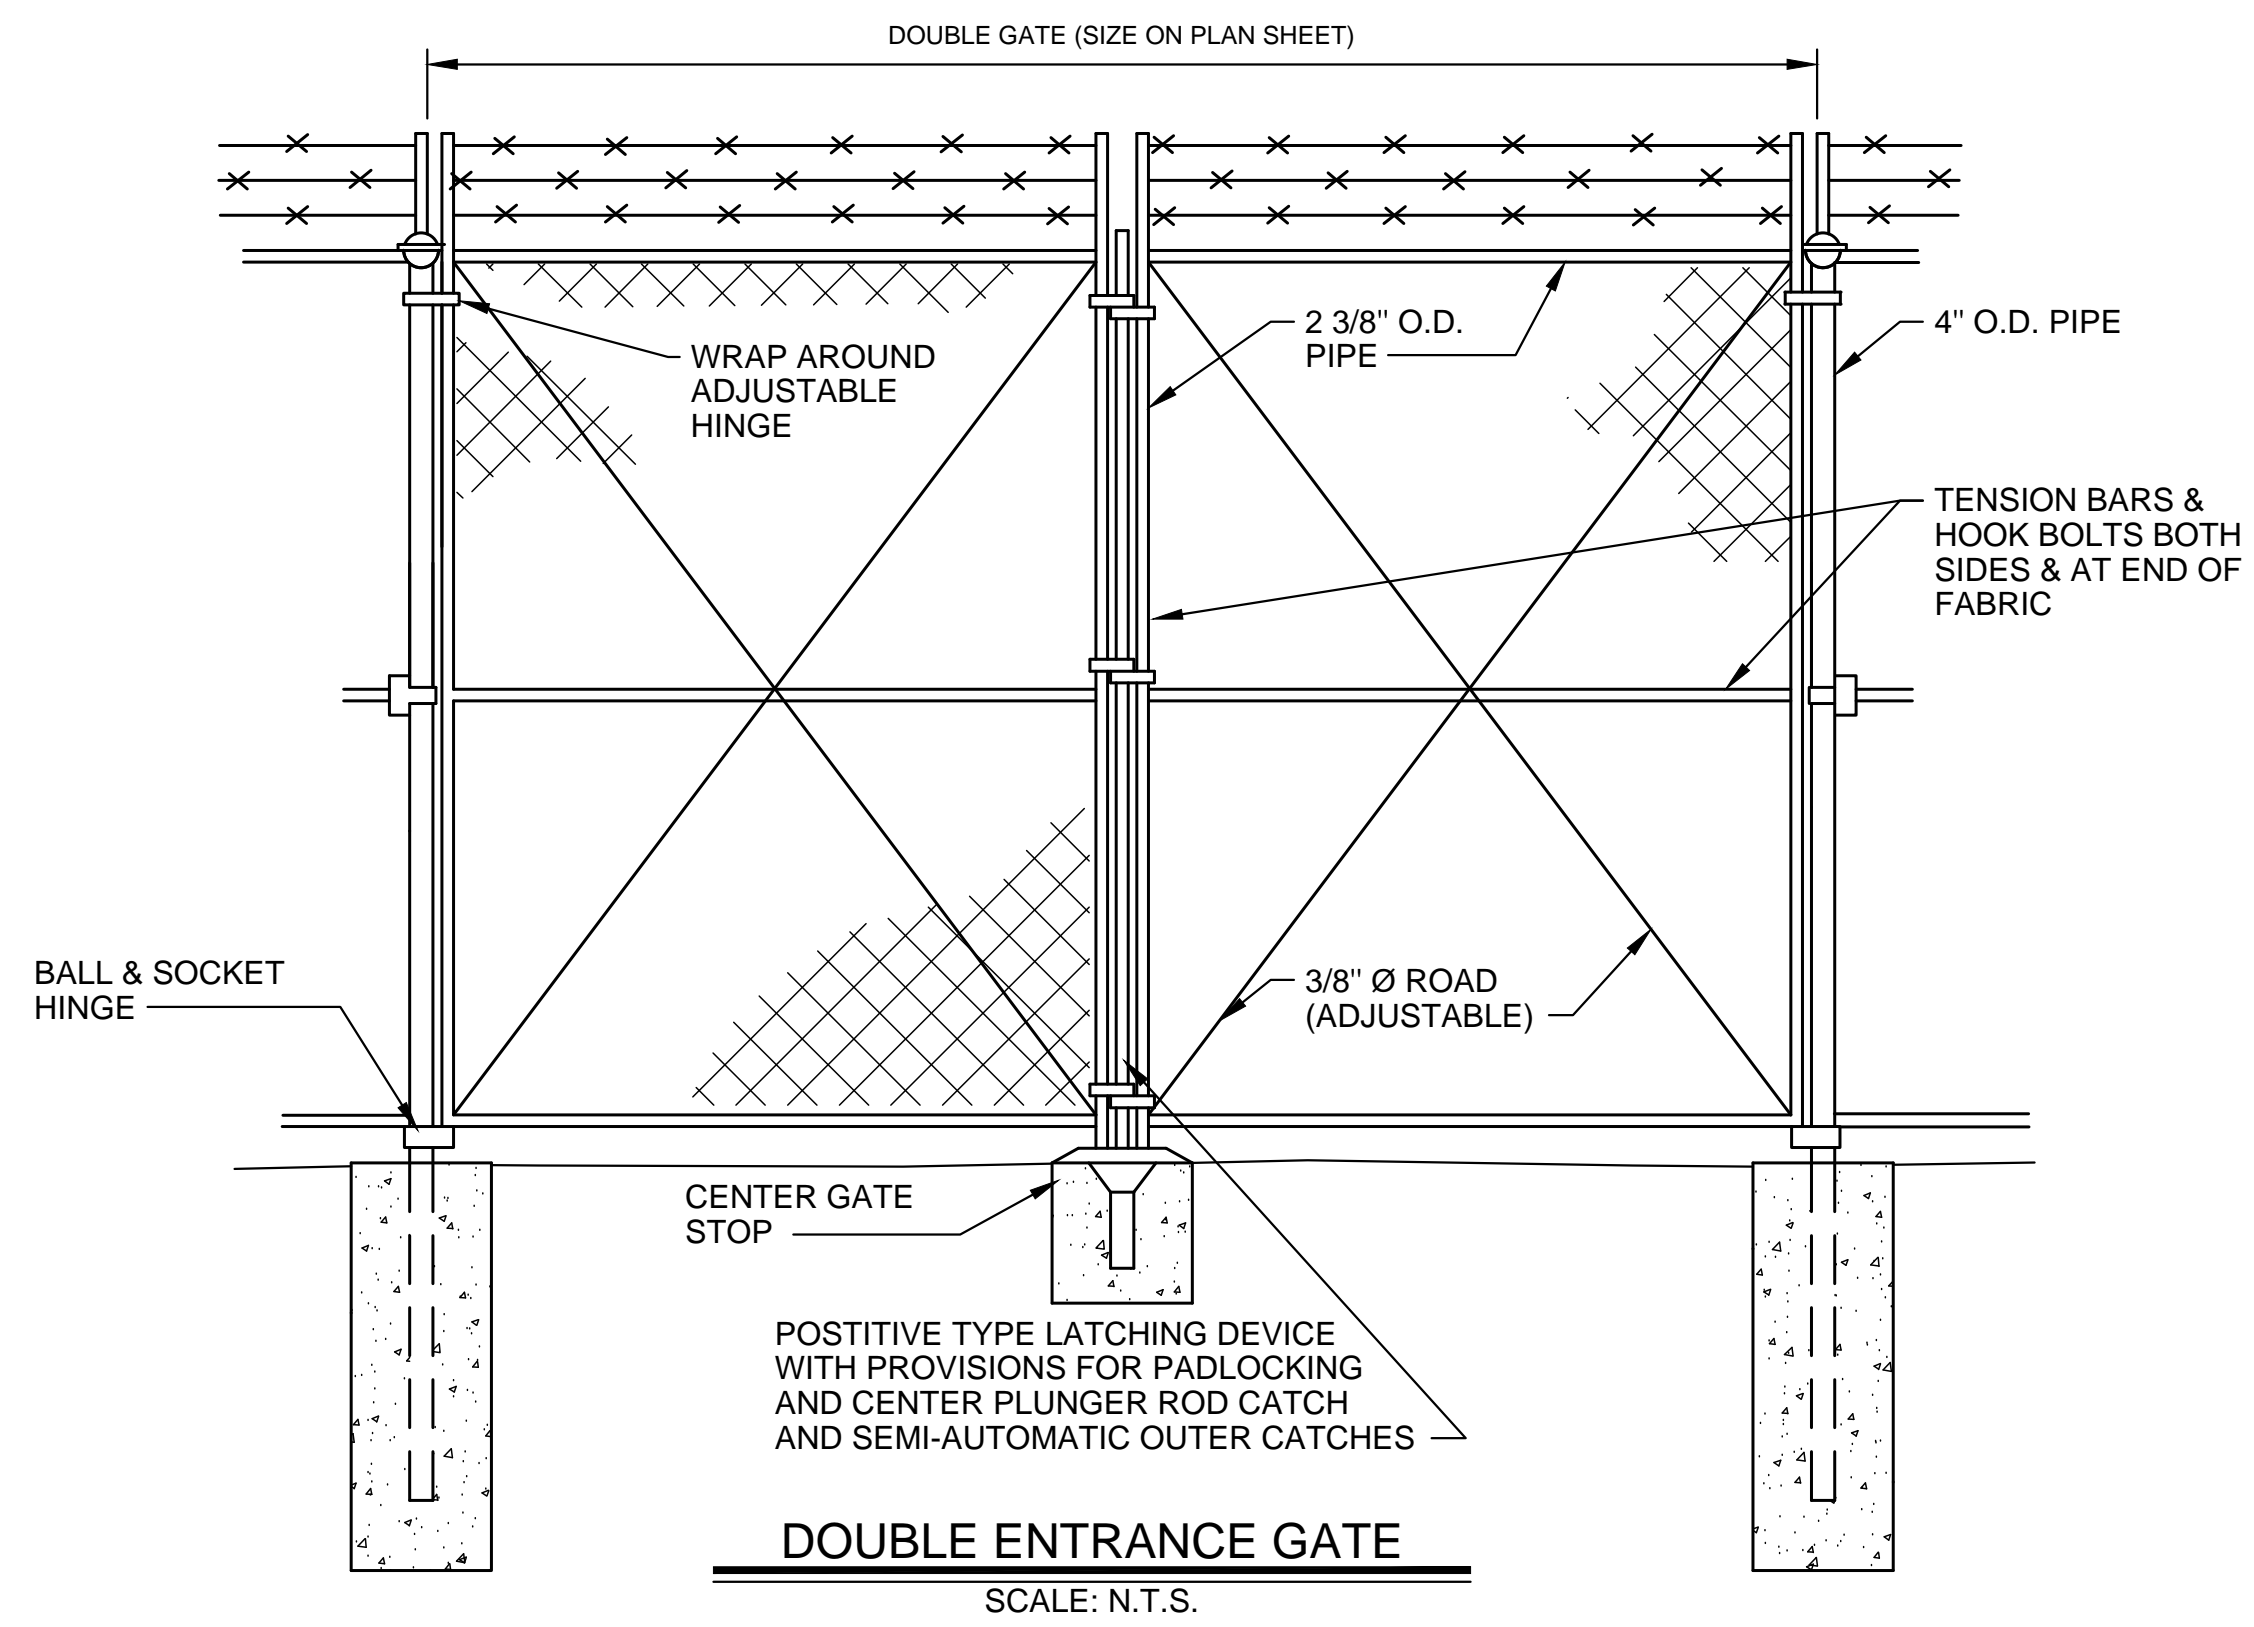 DOUBLE GATE (SIZE ON PLAN SHEET)
WRAP AROUND
ADJUSTABLE
HINGE
2 3/8" O.D.
PIPE
4" O.D. PIPE
TENSION BARS &
HOOK BOLTS BOTH
SIDES & AT END OF
FABRIC
BALL & SOCKET
HINGE
3/8" Ø ROAD
(ADJUSTABLE)
CENTER GATE
STOP
POSTITIVE TYPE LATCHING DEVICE
WITH PROVISIONS FOR PADLOCKING
AND CENTER PLUNGER ROD CATCH
AND SEMI-AUTOMATIC OUTER CATCHES
DOUBLE ENTRANCE GATE
SCALE: N.T.S.